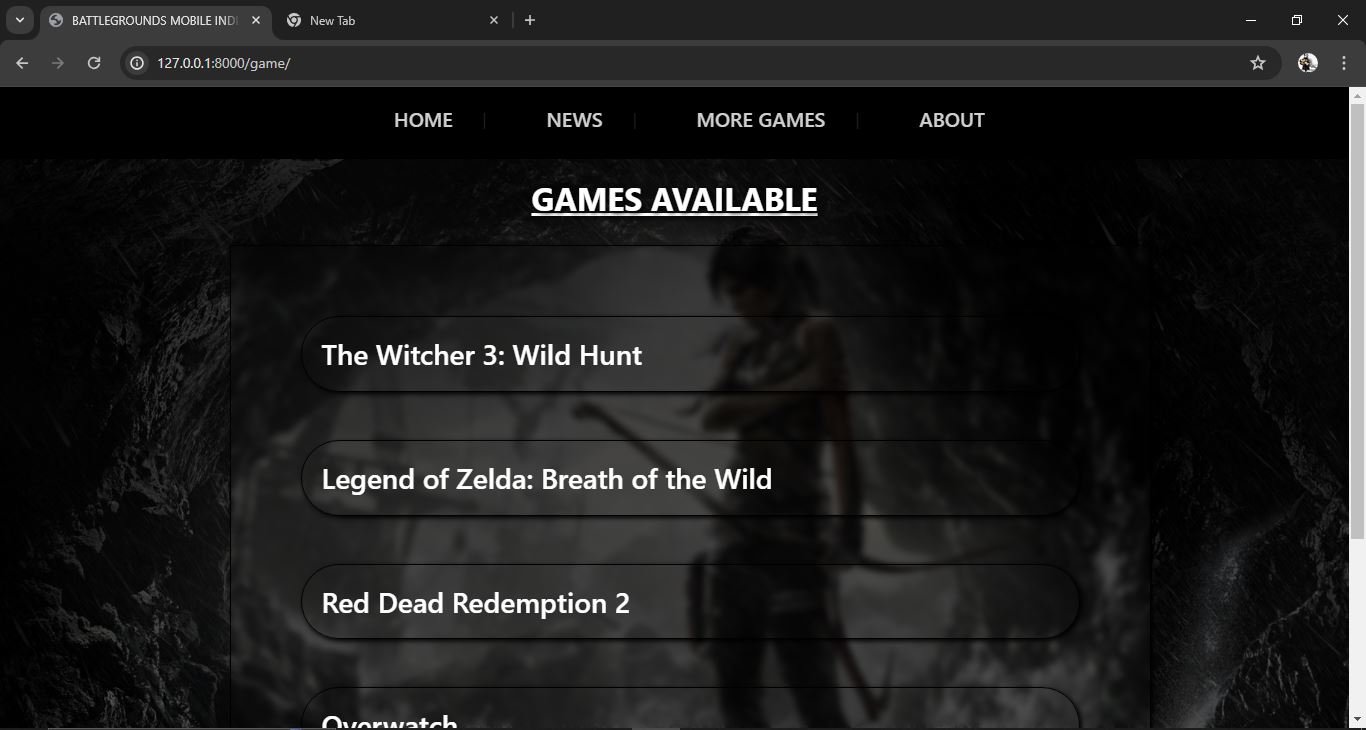 BATTLEGROUNDS MOBILE INDI
New Tab
127.0.0.1:8000/game/
HOME
NEWS
MORE GAMES
ABOUT
GAMES AVAILABLE
The Witcher 3: Wild Hunt
Legend of Zelda: Breath of the Wild
Red Dead Redemption 2
Overwatch